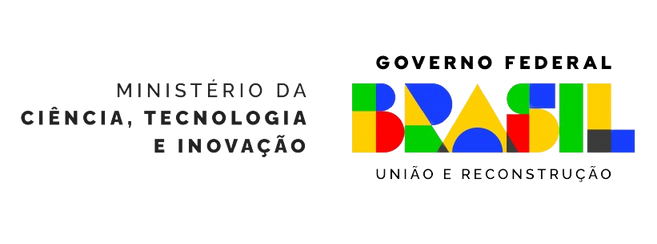 MINISTÉRIO DA
CIÊNCIA, TECNOLOGIA
E INOVAÇÃO
GOVERNO FEDERAL
BRASIL
UNIÃO E RECONSTRUÇÃO